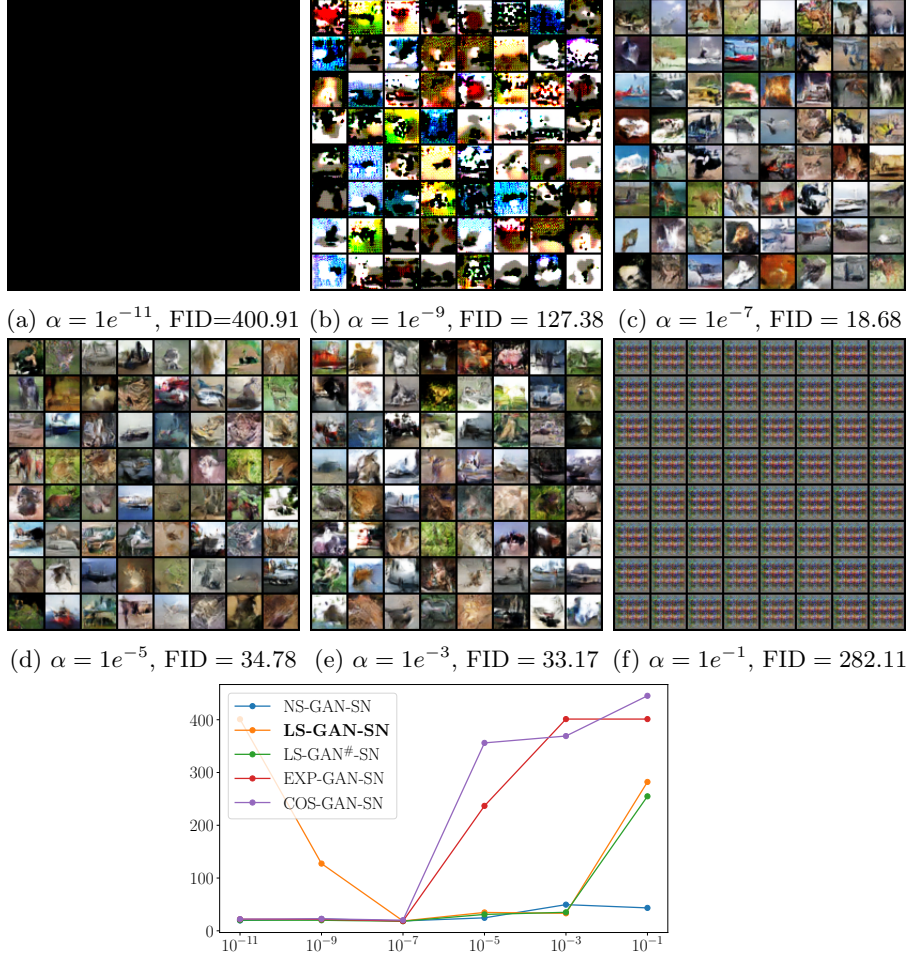 (a) α = 1e⁻¹¹, FID=400.91 (b) α = 1e⁻⁹, FID = 127.38 (c) α = 1e⁻⁷, FID = 18.68
(d) α = 1e⁻⁵, FID = 34.78 (e) α = 1e⁻³, FID = 33.17 (f) α = 1e⁻¹, FID = 282.11
NS-GAN-SN
LS-GAN-SN
LS-GAN#-SN
EXP-GAN-SN
COS-GAN-SN
400
300
200
100
0
10⁻¹¹ 10⁻⁹ 10⁻⁷ 10⁻⁵ 10⁻³ 10⁻¹